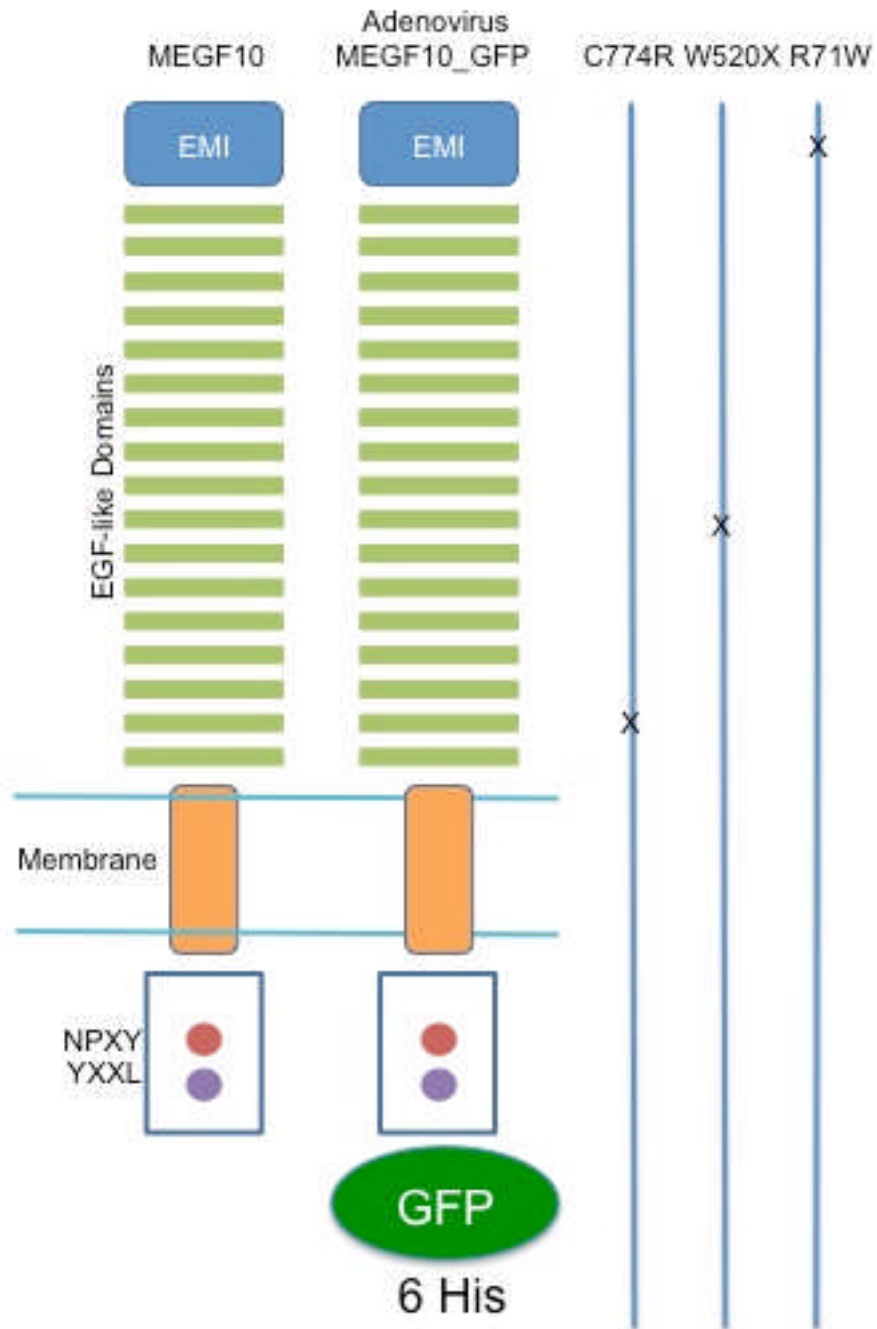 Adenovirus
MEGF10 MEGF10_GFP C774R W520X R71W
EMI EMI
X
EGF-like Domains
X
X
Membrane
NPXY
YXXL
GFP
6 His